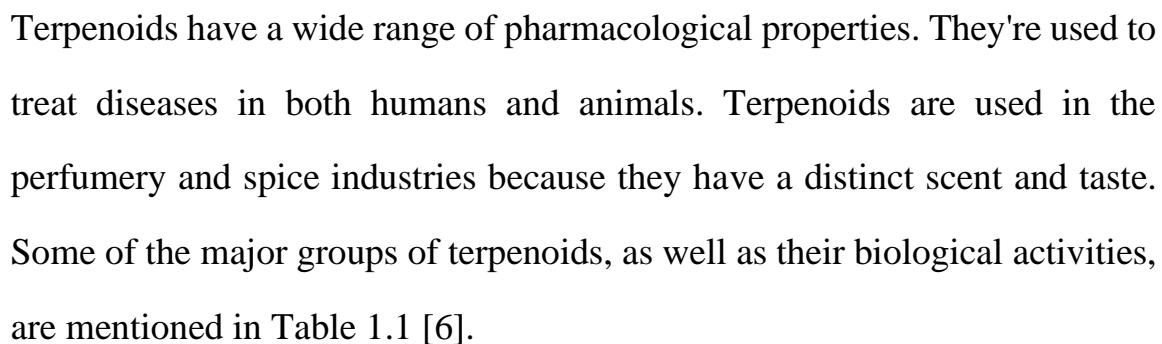 Terpenoids have a wide range of pharmacological properties. They're used to
treat diseases in both humans and animals. Terpenoids are used in the
perfumery and spice industries because they have a distinct scent and taste.
Some of the major groups of terpenoids, as well as their biological activities,
are mentioned in Table 1.1 [6].